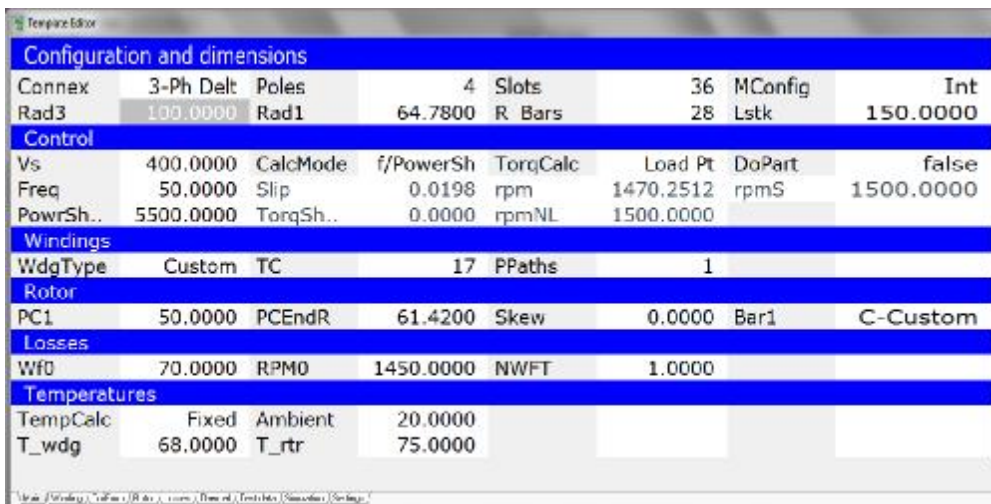 Template Editor
Configuration and dimensions
Connex 3-Ph Delt Poles 4 Slots 36 MConfig Int
Rad3 100.0000 Rad1 64.7800 R_Bars 28 Lstk 150.0000
Control
Vs 400.0000 CalcMode f/PowerSh TorqCalc Load Pt DoPart false
Freq 50.0000 Slip 0.0198 rpm 1470.2512 rpmS 1500.0000
PowrSh.. 5500.0000 TorqSh.. 0.0000 rpmNL 1500.0000
Windings
WdgType Custom TC 17 PPaths 1
Rotor
PC1 50.0000 PCEndR 61.4200 Skew 0.0000 Bar1 C-Custom
Losses
Wf0 70.0000 RPM0 1450.0000 NWFT 1.0000
Temperatures
TempCalc Fixed Ambient 20.0000
T_wdg 68.0000 T_rtr 75.0000